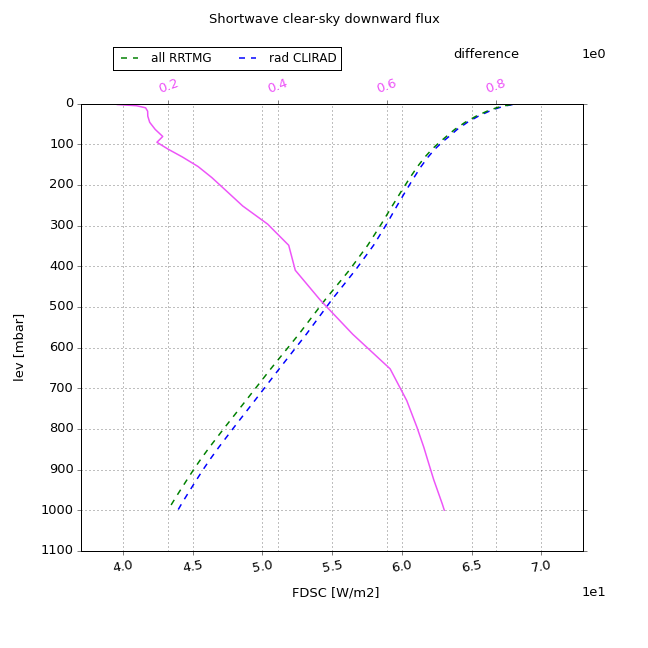 Shortwave clear-sky downward flux
all RRTMG
rad CLIRAD
difference
1e0
0.2
0.4
0.6
0.8
0
100
200
300
400
500
600
700
800
900
1000
1100
lev [mbar]
4.0
4.5
5.0
5.5
6.0
6.5
7.0
FDSC [W/m2]
1e1